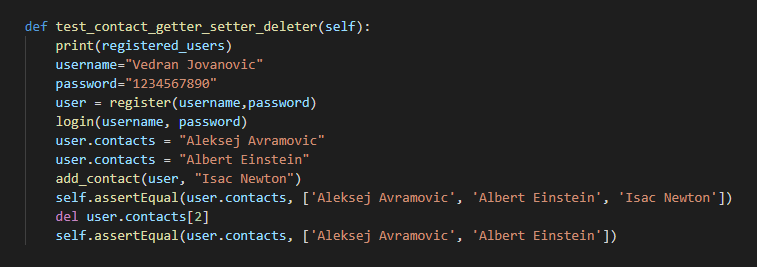 def test_contact_getter_setter_deleter(self):
    print(registered_users)
    username="Vedran Jovanovic"
    password="1234567890"
    user = register(username,password)
    login(username, password)
    user.contacts = "Aleksej Avramovic"
    user.contacts = "Albert Einstein"
    add_contact(user, "Isac Newton")
    self.assertEqual(user.contacts, ['Aleksej Avramovic', 'Albert Einstein', 'Isac Newton'])
    del user.contacts[2]
    self.assertEqual(user.contacts, ['Aleksej Avramovic', 'Albert Einstein'])